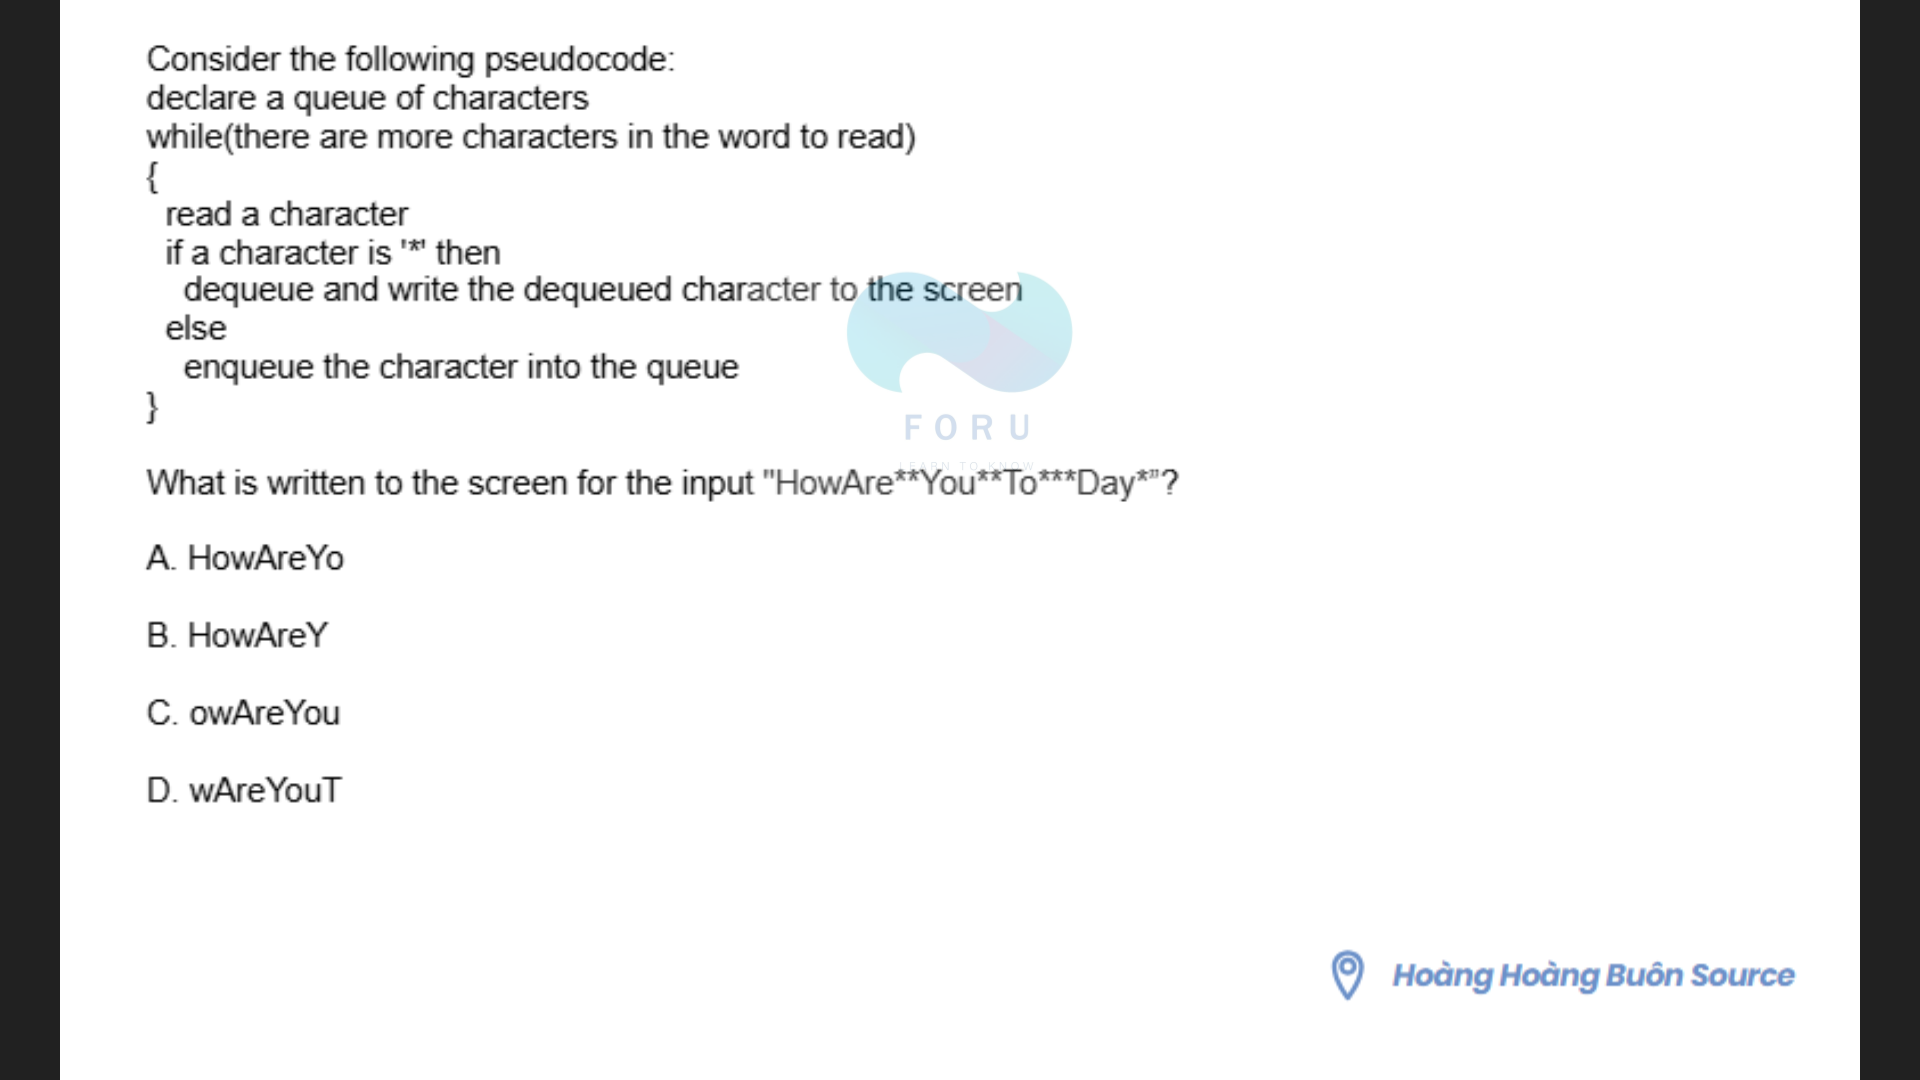 Consider the following pseudocode:
declare a queue of characters
while(there are more characters in the word to read)
{
read a character
if a character is '*' then
dequeue and write the dequeued character to the screen
else
enqueue the character into the queue
}
FORU
LEARN TO KNOW
What is written to the screen for the input "HowAre**You**To***Day*"?
A. HowAreYo
B. HowAreY
C. owAreYou
D. wAreYouT
Hoàng Hoàng Buôn Source